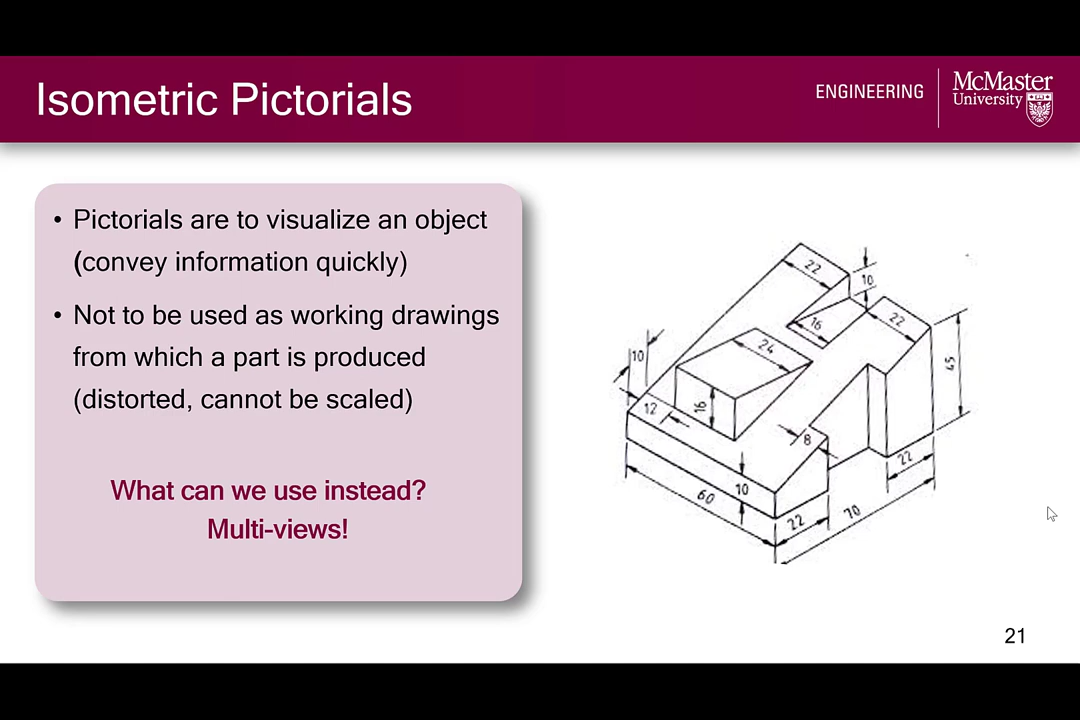 Isometric Pictorials
ENGINEERING
McMaster
University
• Pictorials are to visualize an object
(convey information quickly)
• Not to be used as working drawings
from which a part is produced
(distorted, cannot be scaled)
What can we use instead?
Multi-views!
22
10
16
22
24
10
45
12
16
8
22
10
60
22
70
21